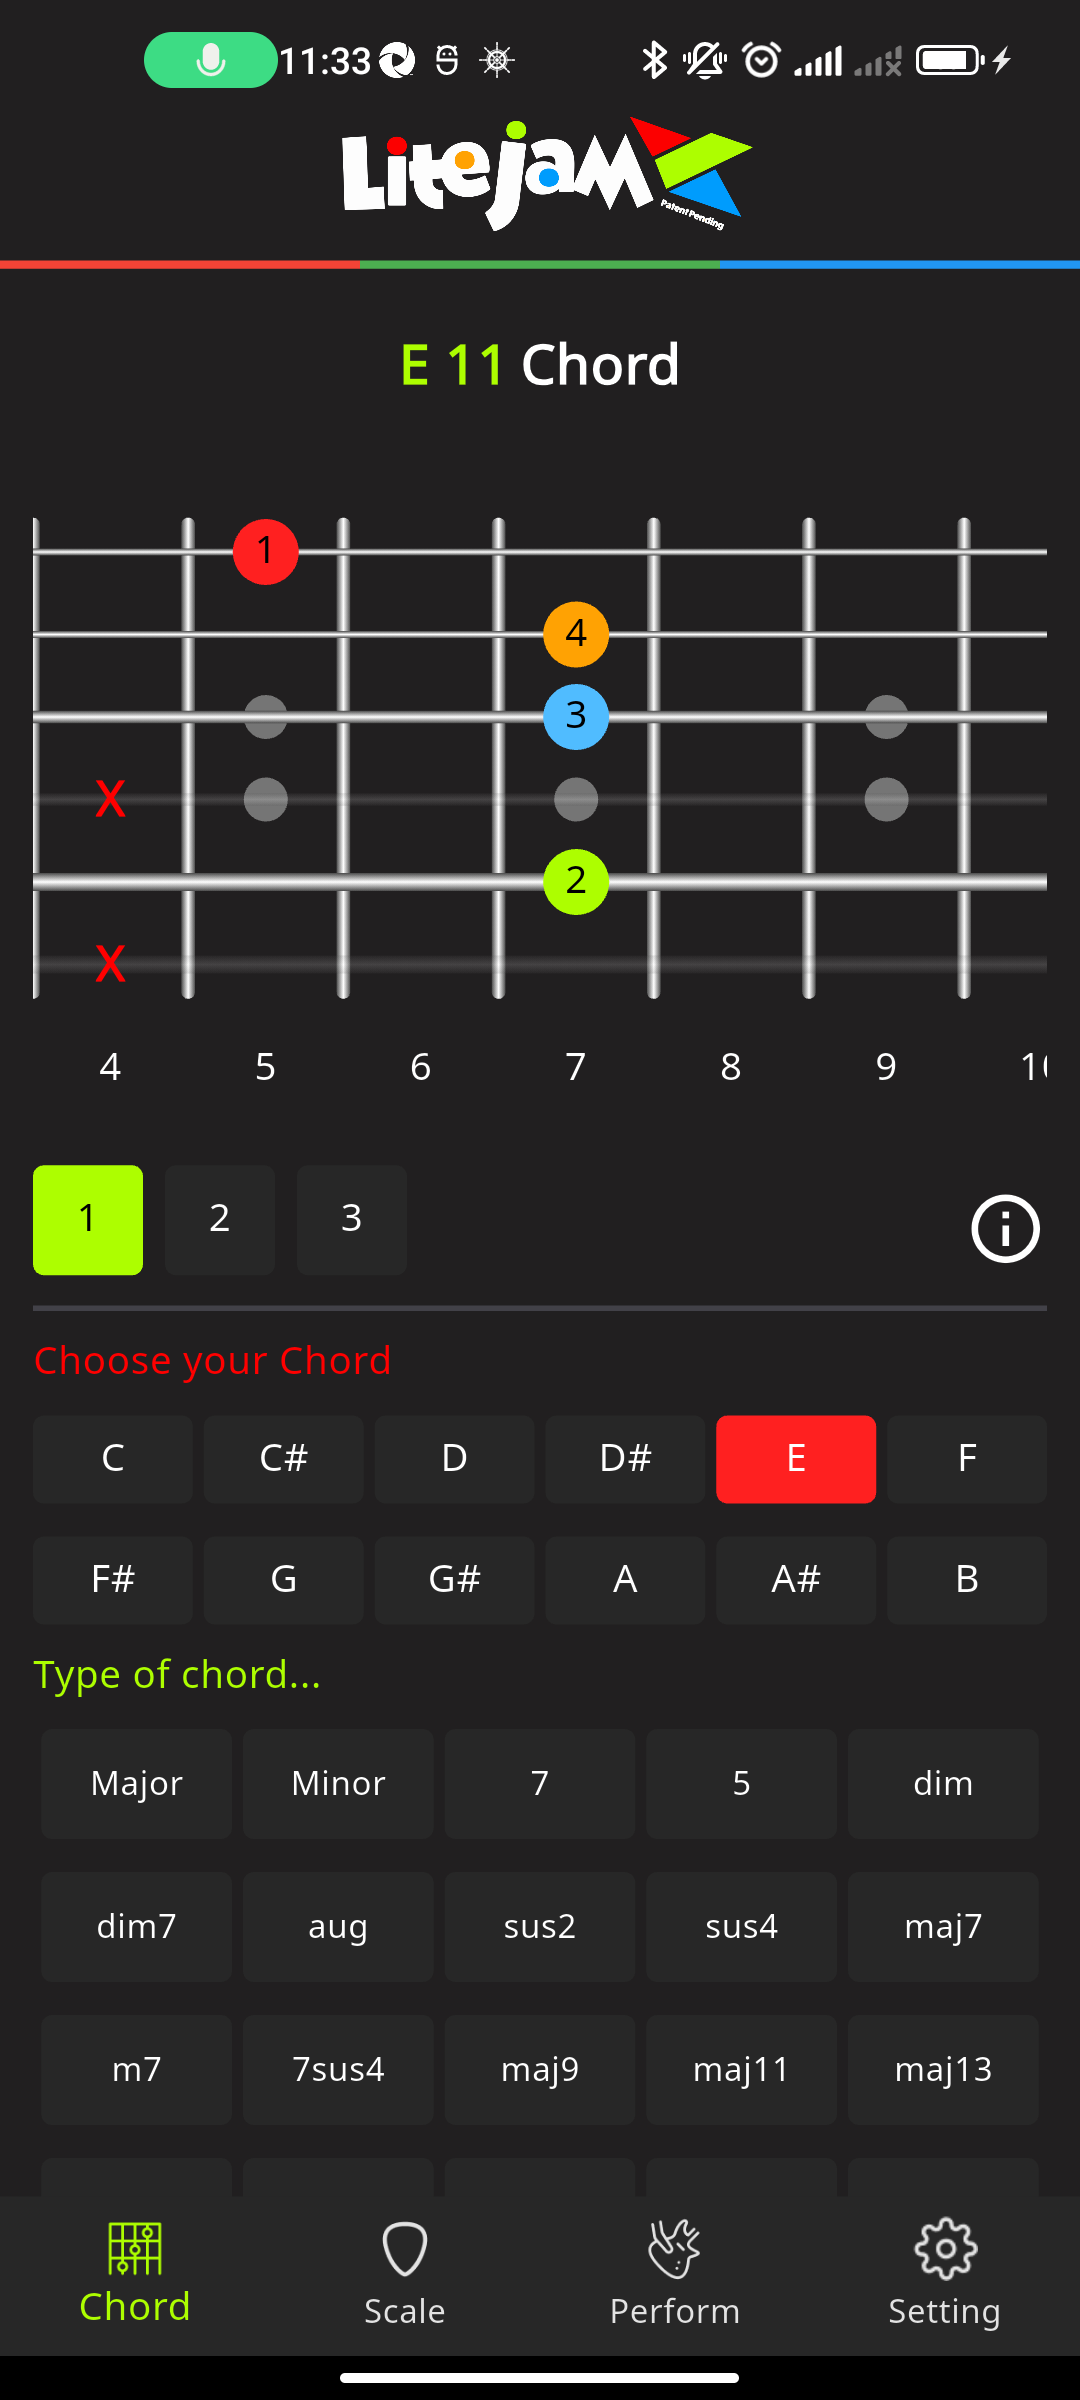 11:33
Litejam
Patent Pending
E 11 Chord
1
4
3
X
2
X
4 5 6 7 8 9
1 2 3
Choose your Chord
C C# D D# E F
F# G G# A A# B
Type of chord...
Major Minor 7 5 dim
dim7 aug sus2 sus4 maj7
m7 7sus4 maj9 maj11 maj13
Chord Scale Perform Setting